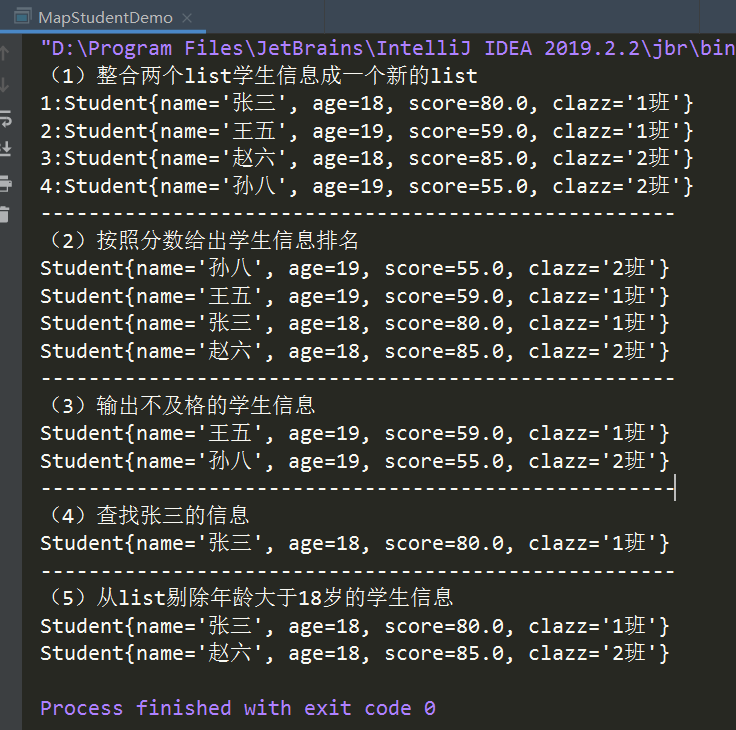 MapStudentDemo ×
"D:\Program Files\JetBrains\IntelliJ IDEA 2019.2.2\jbr\bin
（1）整合两个list学生信息成一个新的list
1:Student{name='张三', age=18, score=80.0, clazz='1班'}
2:Student{name='王五', age=19, score=59.0, clazz='1班'}
3:Student{name='赵六', age=18, score=85.0, clazz='2班'}
4:Student{name='孙八', age=19, score=55.0, clazz='2班'}
-----------------------------------------------------
（2）按照分数给出学生信息排名
Student{name='孙八', age=19, score=55.0, clazz='2班'}
Student{name='王五', age=19, score=59.0, clazz='1班'}
Student{name='张三', age=18, score=80.0, clazz='1班'}
Student{name='赵六', age=18, score=85.0, clazz='2班'}
-----------------------------------------------------
（3）输出不及格的学生信息
Student{name='王五', age=19, score=59.0, clazz='1班'}
Student{name='孙八', age=19, score=55.0, clazz='2班'}
-----------------------------------------------------
（4）查找张三的信息
Student{name='张三', age=18, score=80.0, clazz='1班'}
-----------------------------------------------------
（5）从list剔除年龄大于18岁的学生信息
Student{name='张三', age=18, score=80.0, clazz='1班'}
Student{name='赵六', age=18, score=85.0, clazz='2班'}
Process finished with exit code 0